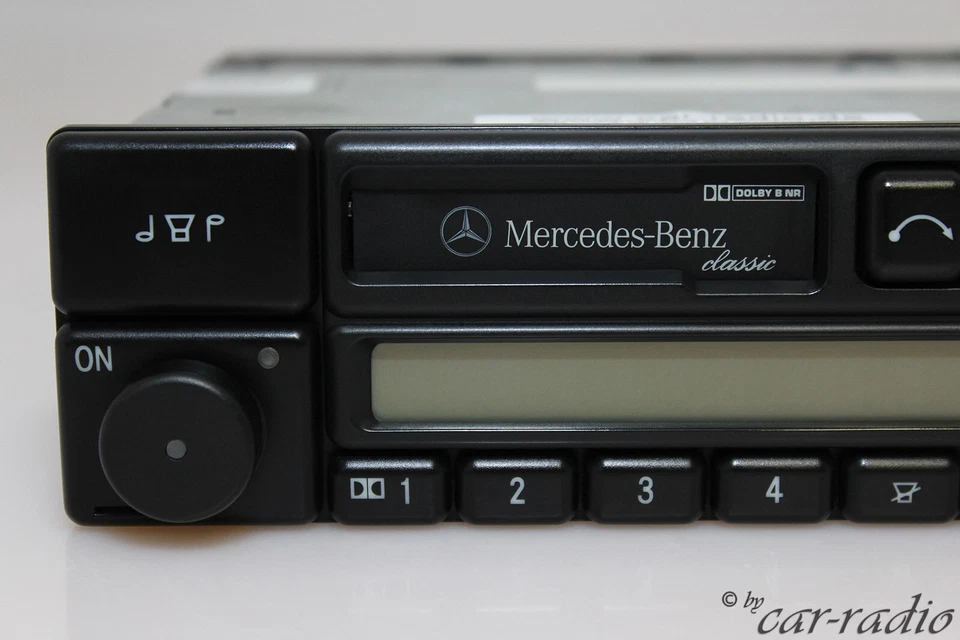 DOLBY B NR
Mercedes-Benz
classic
ON
1 2 3 4
© by
car-radio